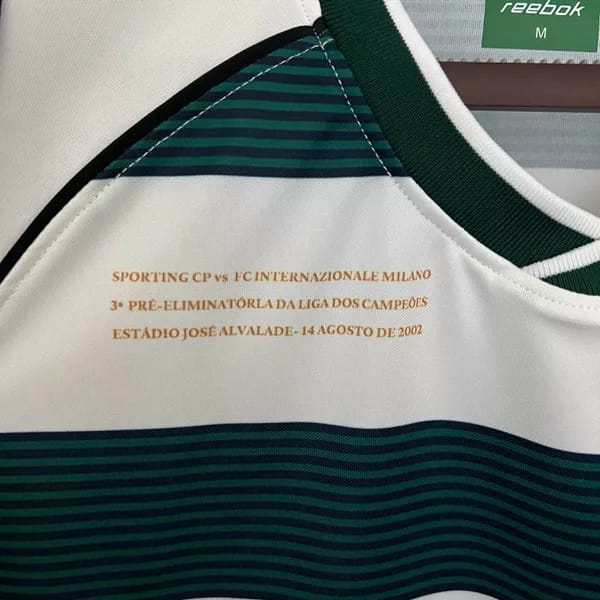 reebok
M
SPORTING CP vs FC INTERNAZIONALE MILANO
3ª PRÉ-ELIMINATÓRLA DA LIGA DOS CAMPEÕES
ESTÁDIO JOSÉ ALVALADE- 14 AGOSTO DE 2002